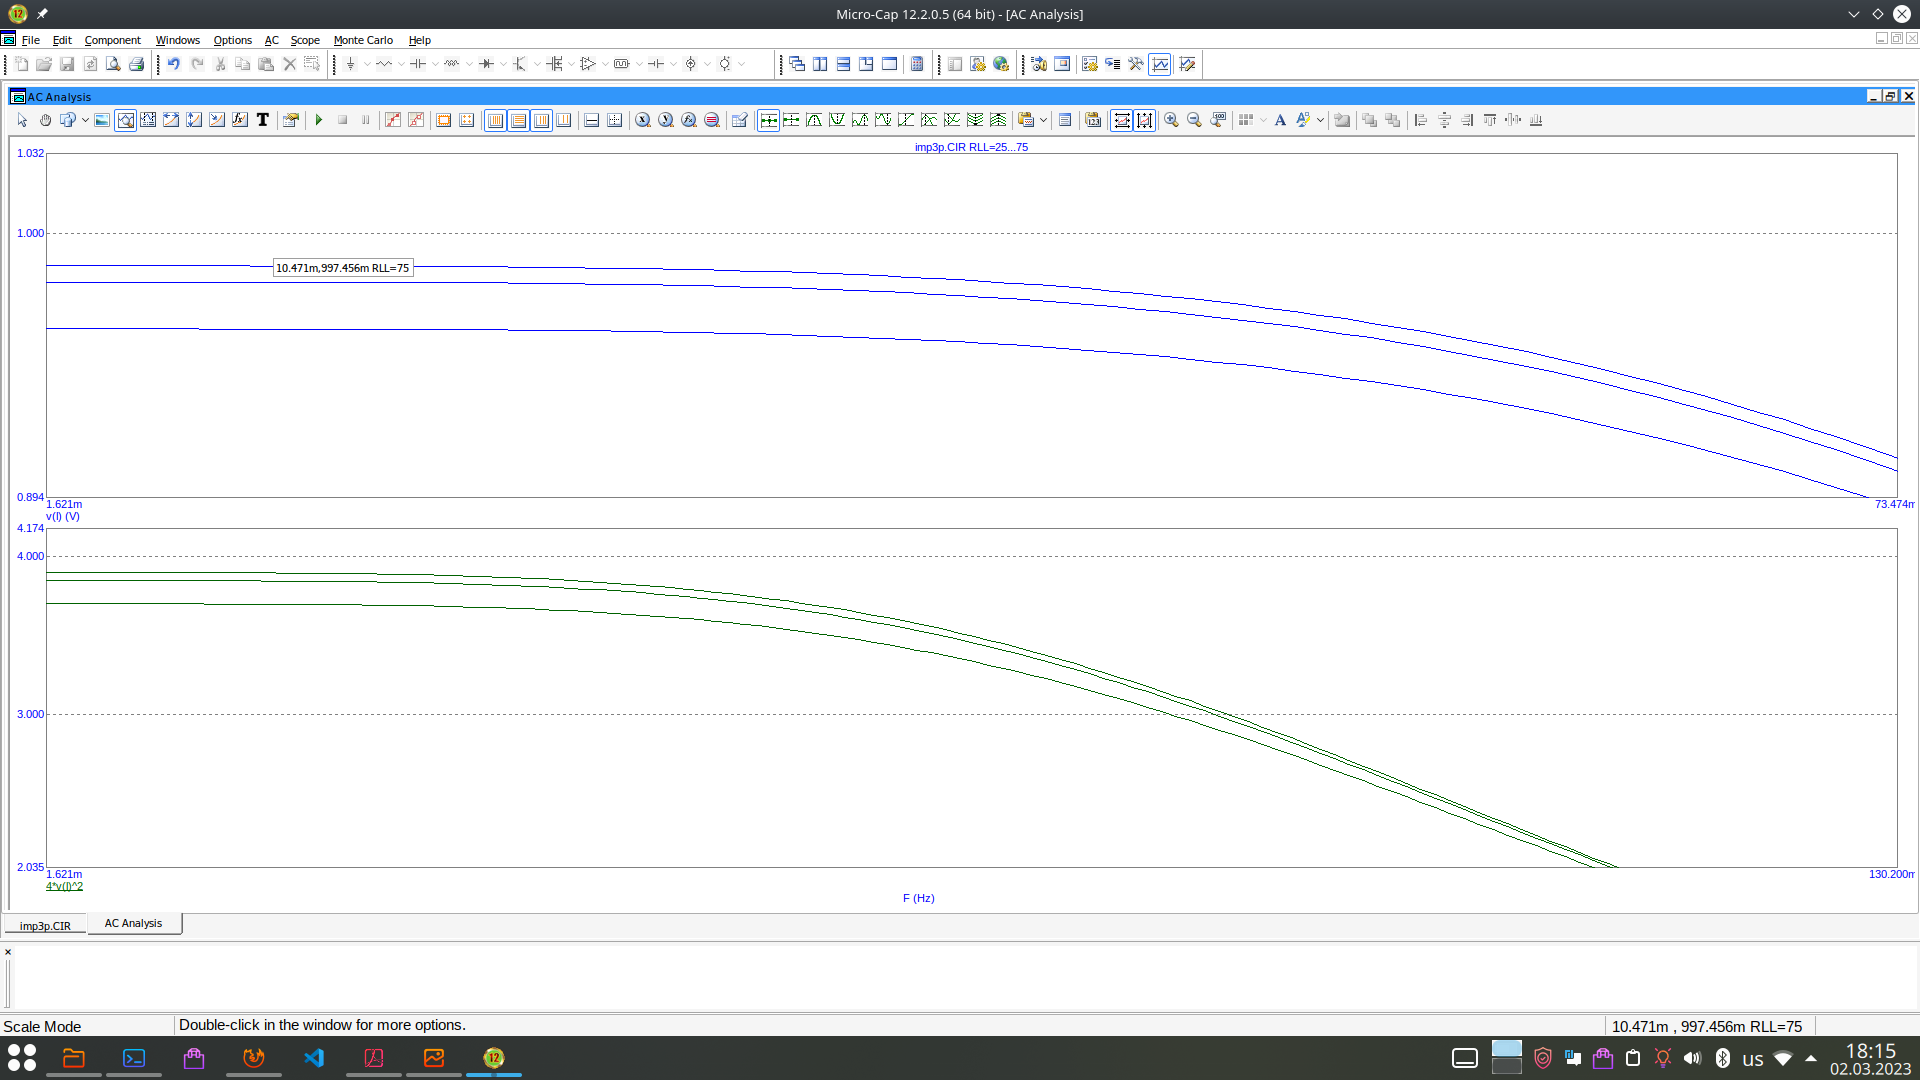 Micro-Cap 12.2.0.5 (64 bit) - [AC Analysis]
File Edit Component Windows Options AC Scope Monte Carlo Help
AC Analysis
imp3p.CIR RLL=25...75
1.032
1.000
10.471m,997.456m RLL=75
0.894
1.621m
73.474m
v(l) (V)
4.174
4.000
3.000
2.035
1.621m
130.200m
4*v(l)^2
F (Hz)
imp3p.CIR AC Analysis
Scale Mode
Double-click in the window for more options.
10.471m , 997.456m RLL=75
us
18:15
02.03.2023